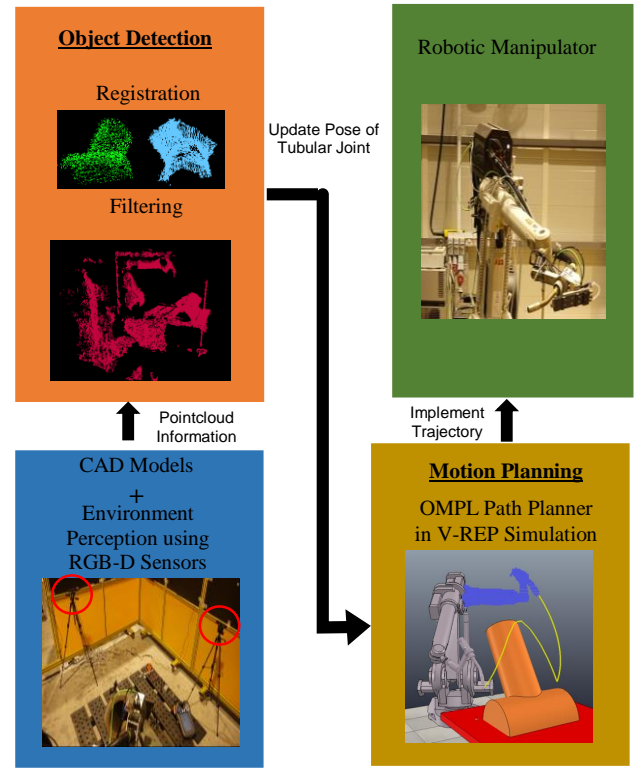 Object Detection
Registration
Filtering
Update Pose of
Tubular Joint
Robotic Manipulator
Pointcloud
Information
Implement
Trajectory
CAD Models
+
Environment
Perception using
RGB-D Sensors
Motion Planning
OMPL Path Planner
in V-REP Simulation